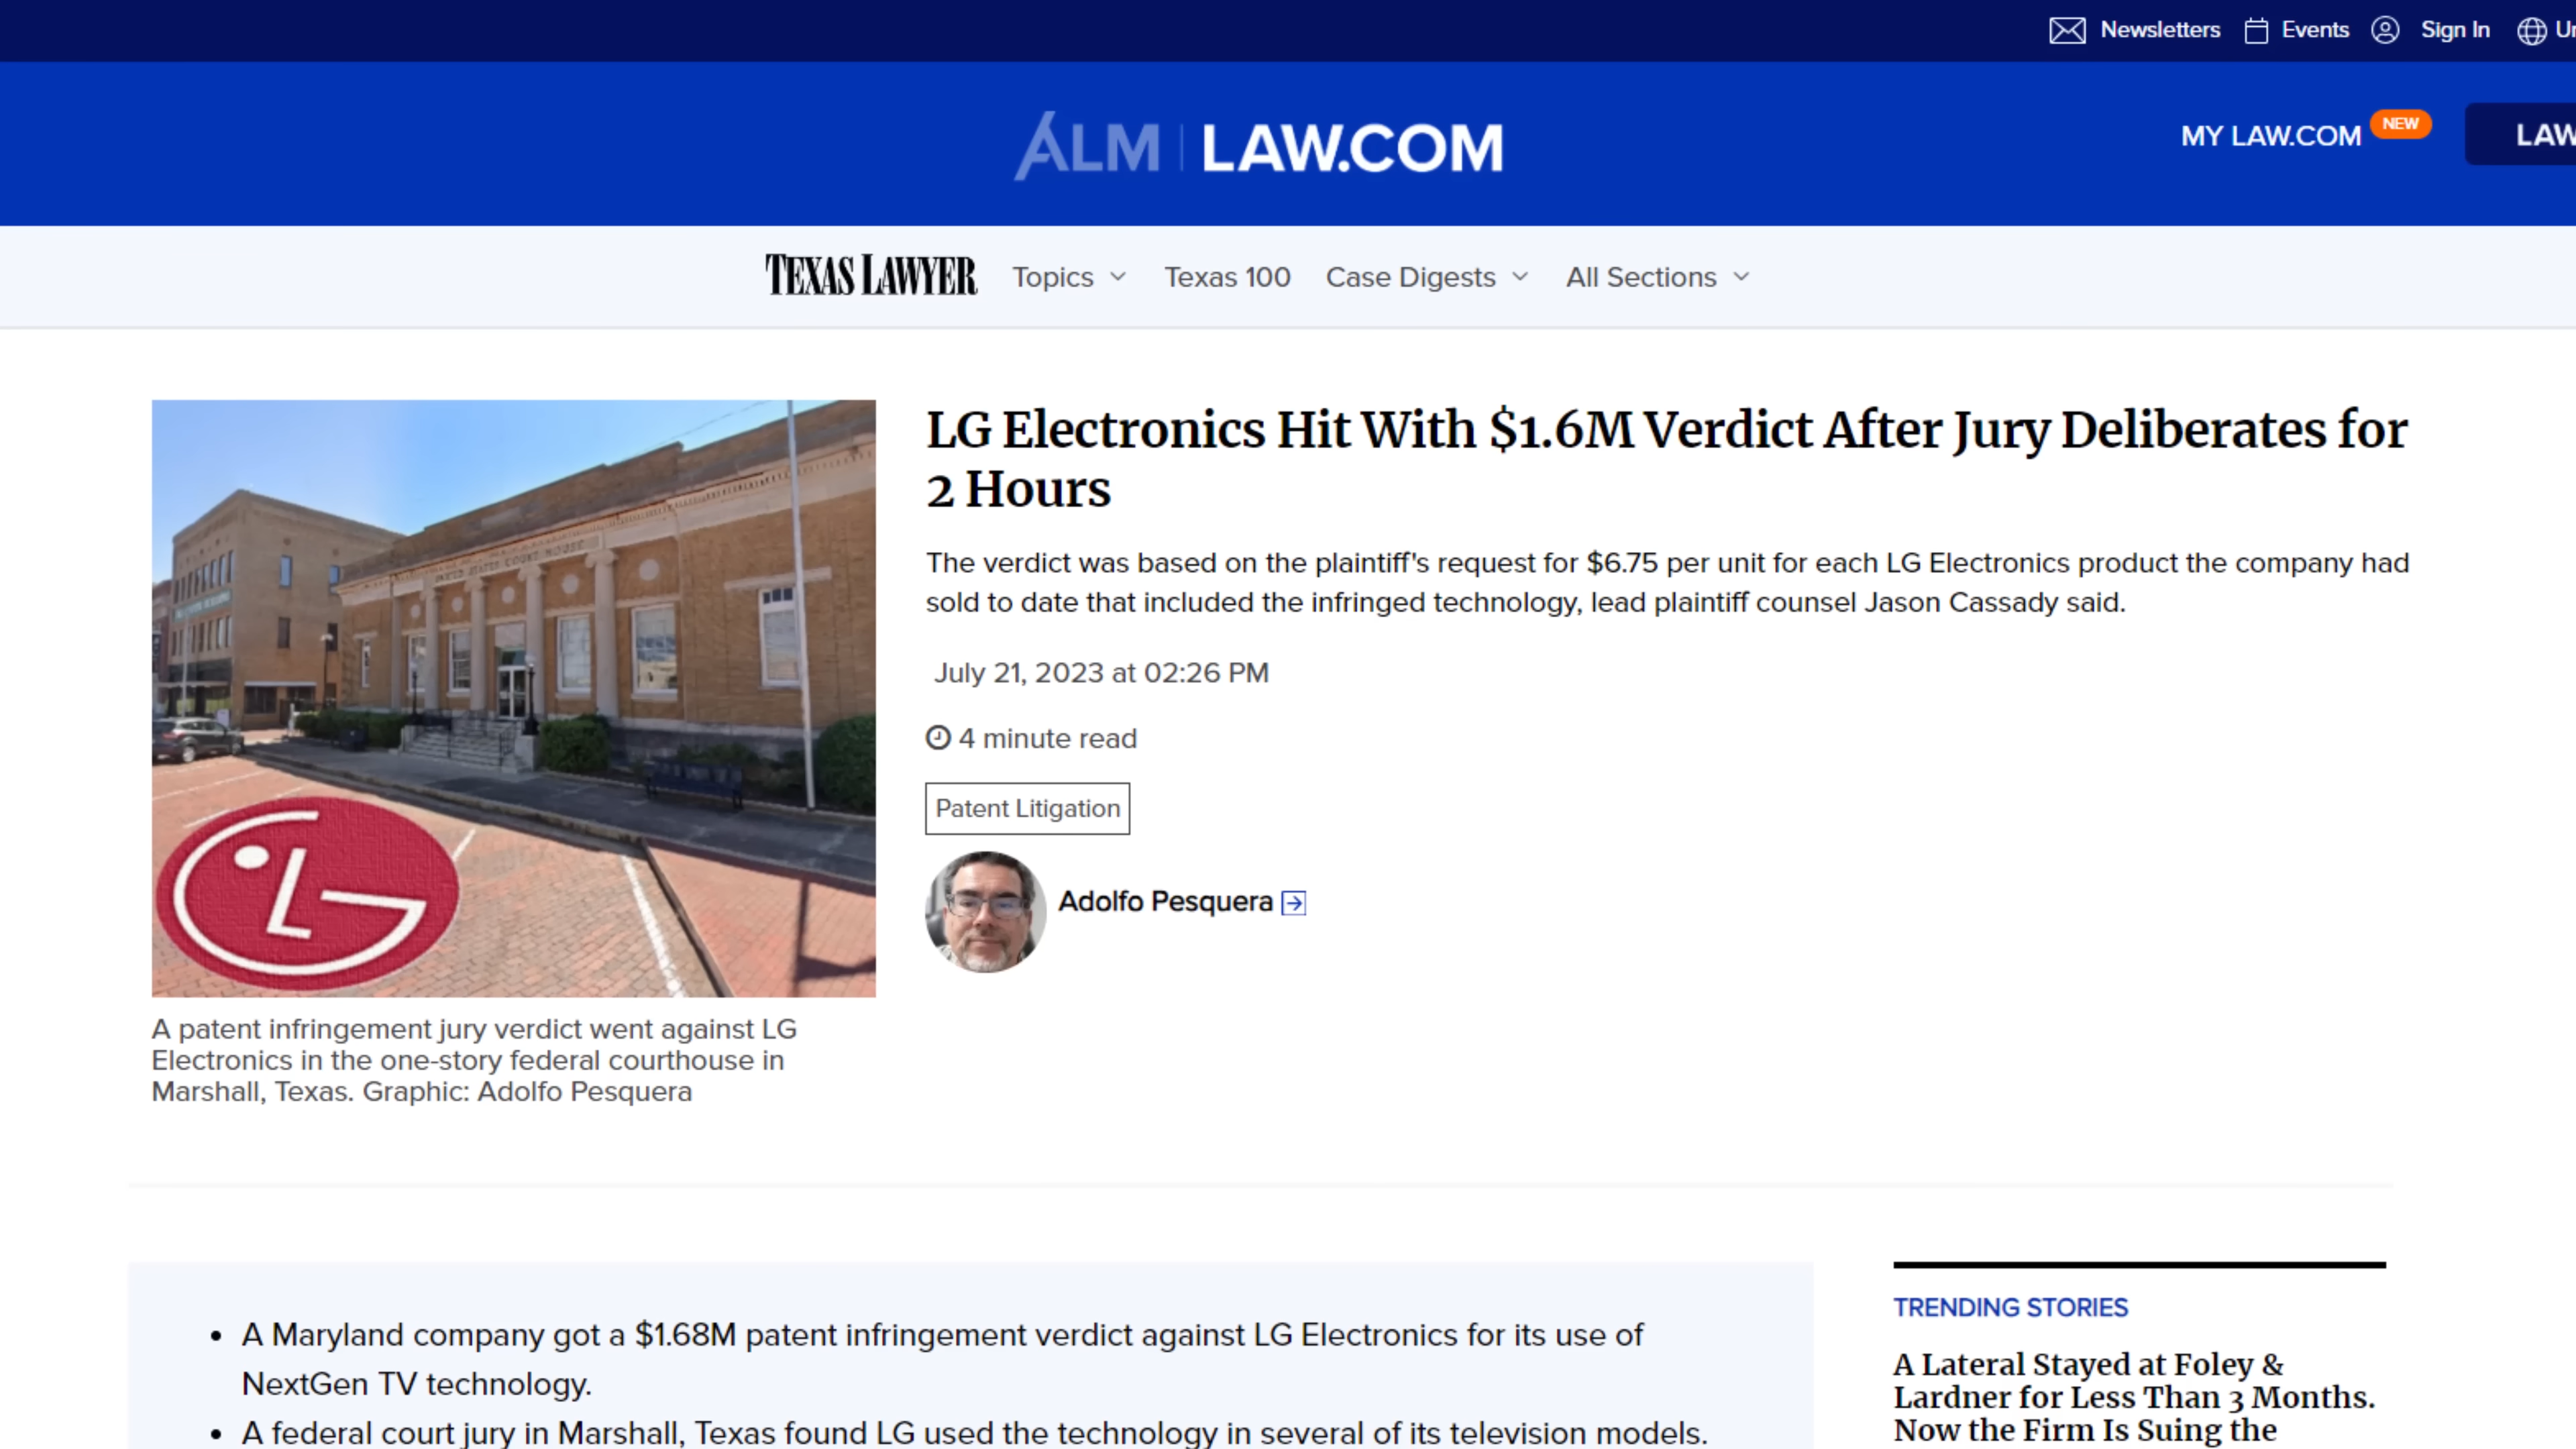 Newsletters Events Sign In
ALM | LAW.COM
MY LAW.COM NEW LAW
TEXAS LAWYER Topics Texas 100 Case Digests All Sections
LG Electronics Hit With $1.6M Verdict After Jury Deliberates for
2 Hours
The verdict was based on the plaintiff's request for $6.75 per unit for each LG Electronics product the company had
sold to date that included the infringed technology, lead plaintiff counsel Jason Cassady said.
July 21, 2023 at 02:26 PM
4 minute read
Patent Litigation
Adolfo Pesquera
UNITED STATES COURT HOUSE
LG
A patent infringement jury verdict went against LG
Electronics in the one-story federal courthouse in
Marshall, Texas. Graphic: Adolfo Pesquera
A Maryland company got a $1.68M patent infringement verdict against LG Electronics for its use of
NextGen TV technology.
A federal court jury in Marshall, Texas found LG used the technology in several of its television models.
TRENDING STORIES
A Lateral Stayed at Foley &
Lardner for Less Than 3 Months.
Now the Firm Is Suing the